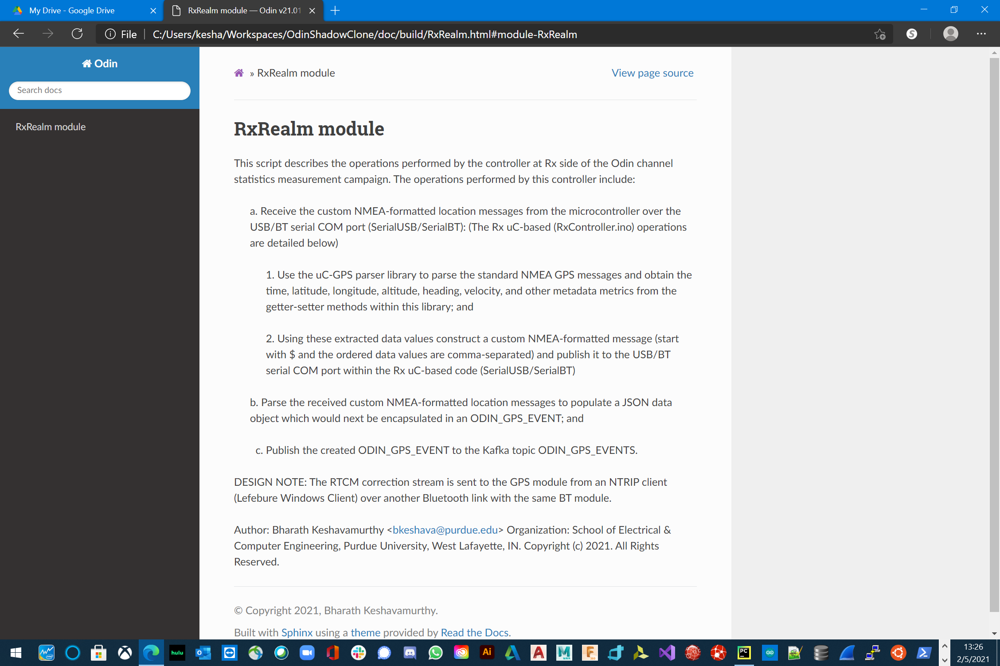 My Drive - Google Drive
RxRealm module — Odin v21.01
File
C:/Users/kesha/Workspaces/OdinShadowClone/doc/build/RxRealm.html#module-RxRealm
Odin
Search docs
RxRealm module
» RxRealm module
View page source
RxRealm module
This script describes the operations performed by the controller at Rx side of the Odin channel
statistics measurement campaign. The operations performed by this controller include:
a. Receive the custom NMEA-formatted location messages from the microcontroller over the
USB/BT serial COM port (SerialUSB/SerialBT): (The Rx uC-based (RxController.ino) operations
are detailed below)
1. Use the uC-GPS parser library to parse the standard NMEA GPS messages and obtain the
time, latitude, longitude, altitude, heading, velocity, and other metadata metrics from the
getter-setter methods within this library; and
2. Using these extracted data values construct a custom NMEA-formatted message (start
with $ and the ordered data values are comma-separated) and publish it to the USB/BT
serial COM port within the Rx uC-based code (SerialUSB/SerialBT)
b. Parse the received custom NMEA-formatted location messages to populate a JSON data
object which would next be encapsulated in an ODIN_GPS_EVENT; and
c. Publish the created ODIN_GPS_EVENT to the Kafka topic ODIN_GPS_EVENTS.
DESIGN NOTE: The RTCM correction stream is sent to the GPS module from an NTRIP client
(Lefebure Windows Client) over another Bluetooth link with the same BT module.
Author: Bharath Keshavamurthy <bkeshava@purdue.edu> Organization: School of Electrical &
Computer Engineering, Purdue University, West Lafayette, IN. Copyright (c) 2021. All Rights
Reserved.
© Copyright 2021, Bharath Keshavamurthy.
Built with Sphinx using a theme provided by Read the Docs.
hulu
Ai
MAYA
360
PC
13:26
2/5/2021